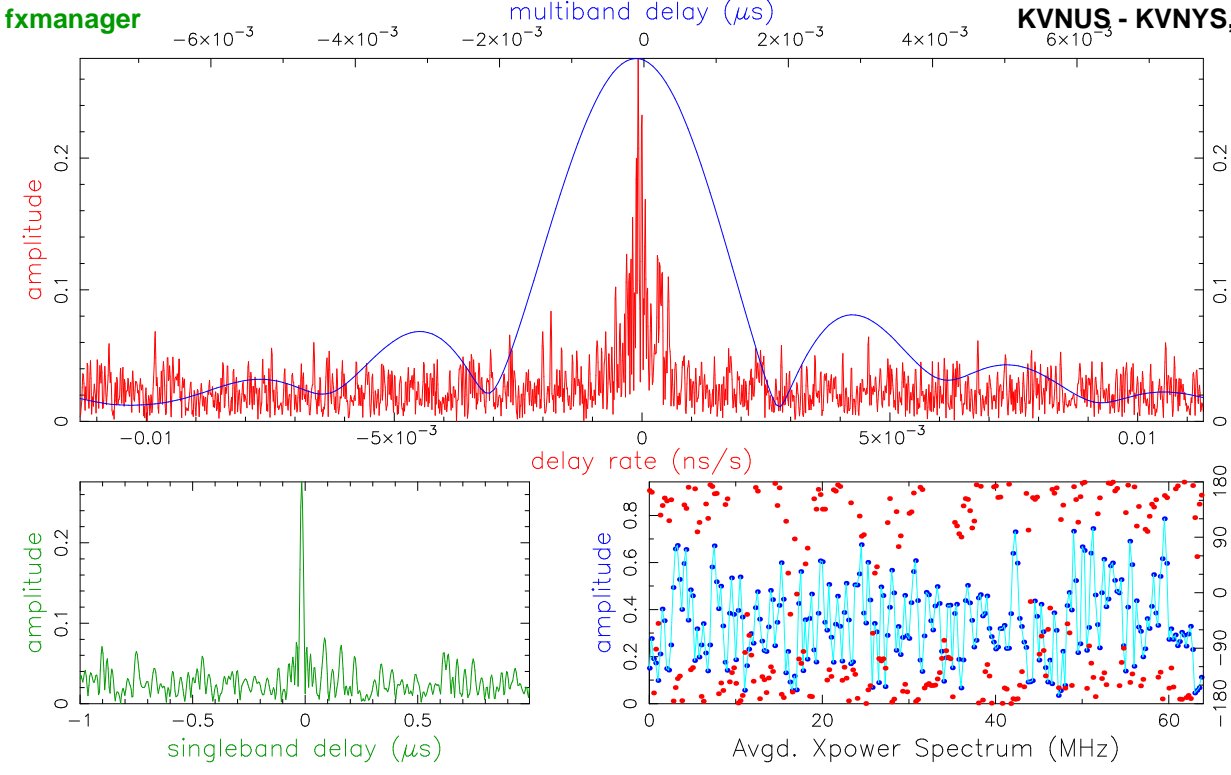 fxmanager
multiband delay (μs)
KVNUS - KVNYS,
−6×10⁻³ −4×10⁻³ −2×10⁻³ 0 2×10⁻³ 4×10⁻³ 6×10⁻³
amplitude
0 0.1 0.2
0 0.1 0.2
−0.01 −5×10⁻³ 0 5×10⁻³ 0.01
delay rate (ns/s)
amplitude
0 0.1 0.2
−1 −0.5 0 0.5
singleband delay (μs)
amplitude
0 0.2 0.4 0.6 0.8
−180 90 0 90 180
0 20 40 60
Avgd. Xpower Spectrum (MHz)